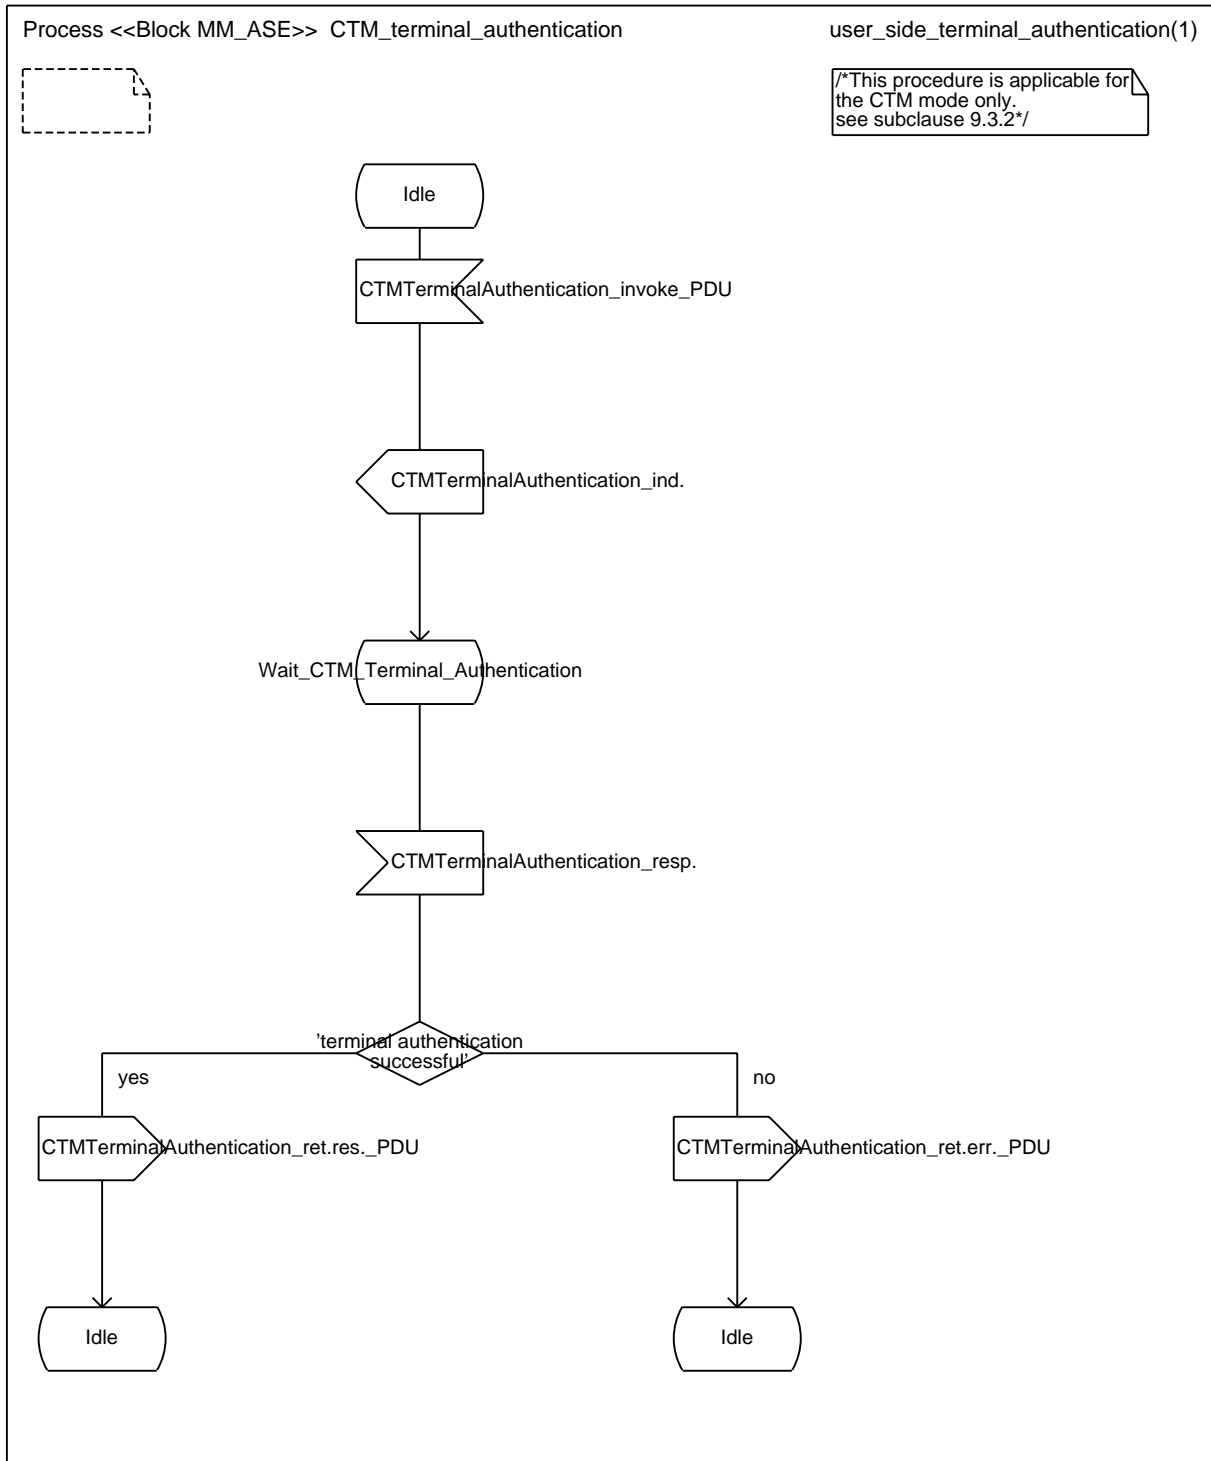 Process <<Block MM_ASE>> CTM_terminal_authentication
user_side_terminal_authentication(1)
/*This procedure is applicable for
the CTM mode only.
see subclause 9.3.2*/
Idle
CTMTerminalAuthentication_invoke_PDU
CTMTerminalAuthentication_ind.
Wait_CTM_Terminal_Authentication
CTMTerminalAuthentication_resp.
'terminal authentication
successful'
yes
no
CTMTerminalAuthentication_ret.res._PDU
CTMTerminalAuthentication_ret.err._PDU
Idle
Idle